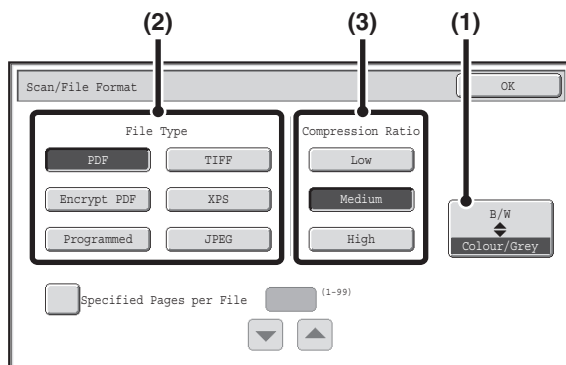 (2) (3) (1)
Scan/File Format OK
File Type Compression Ratio
PDF TIFF Low
Encrypt PDF XPS Medium B/W
Programmed JPEG High Colour/Grey
Specified Pages per File (1-99)